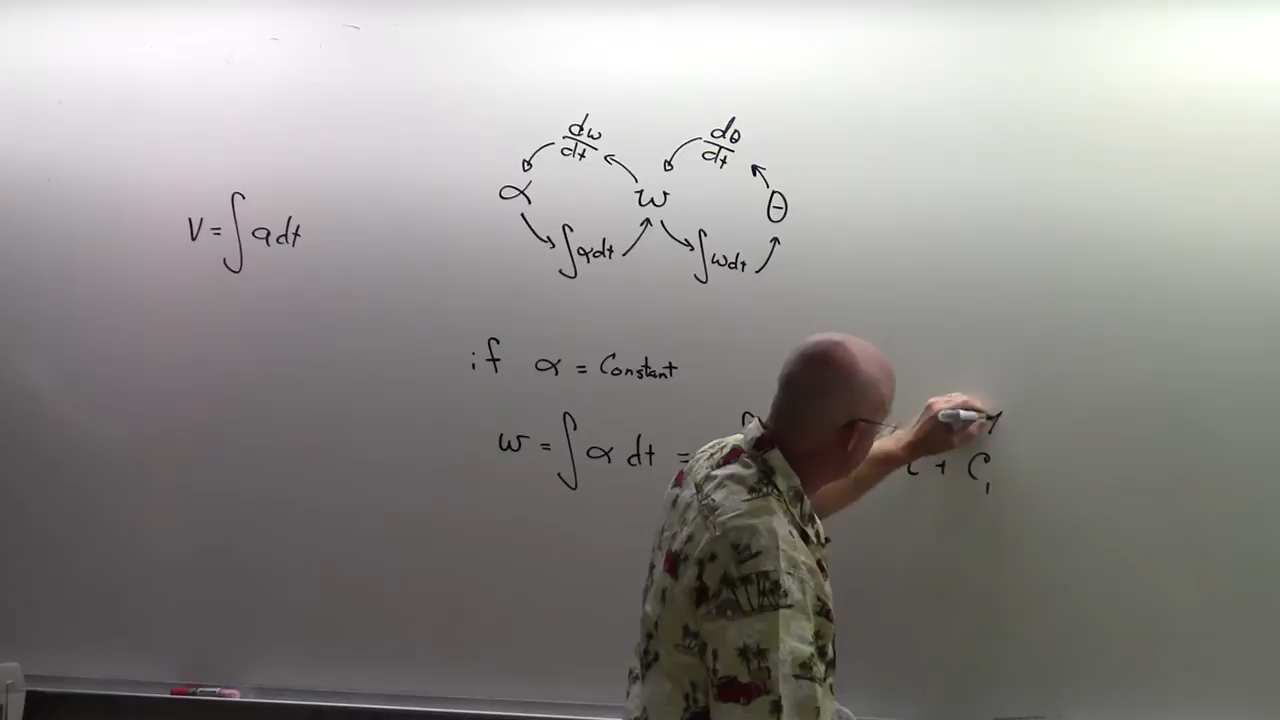 dω/dt dθ/dt
α ω θ
V = ∫ a dt
∫ α dt ∫ ω dt
if α = Constant
ω = ∫ α dt =
+ C₁